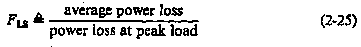 F_LS ≜ average power loss / power loss at peak load (2-25)